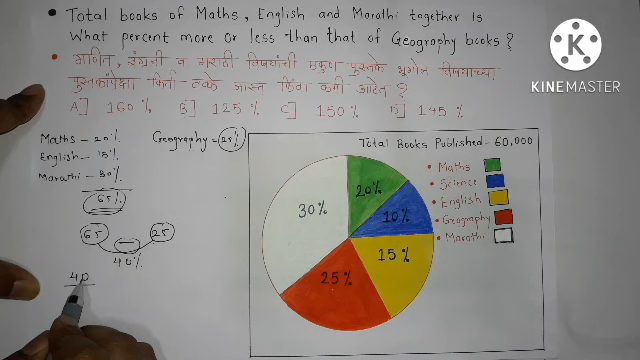 • Total books of Maths, English and Marathi together Is
What percent more or less than that of Geography books?
• गणित, इंग्रजी व मराठी विषयांची एकुण पुस्तके भूगोल विषयाच्या
पुस्तकांपेक्षा किती टक्के जास्त किंवा कमी आहेत?
A] 160% B] 125% C] 150% D] 145%
KINEMASTER
Maths - 20%
English - 15%
Marathi - 30%
65%
Geography = 25%
65 25
40%
40
Total Books Published - 60,000
• Maths
• Science
• English
• Geography
• Marathi
20%
10%
15%
25%
30%